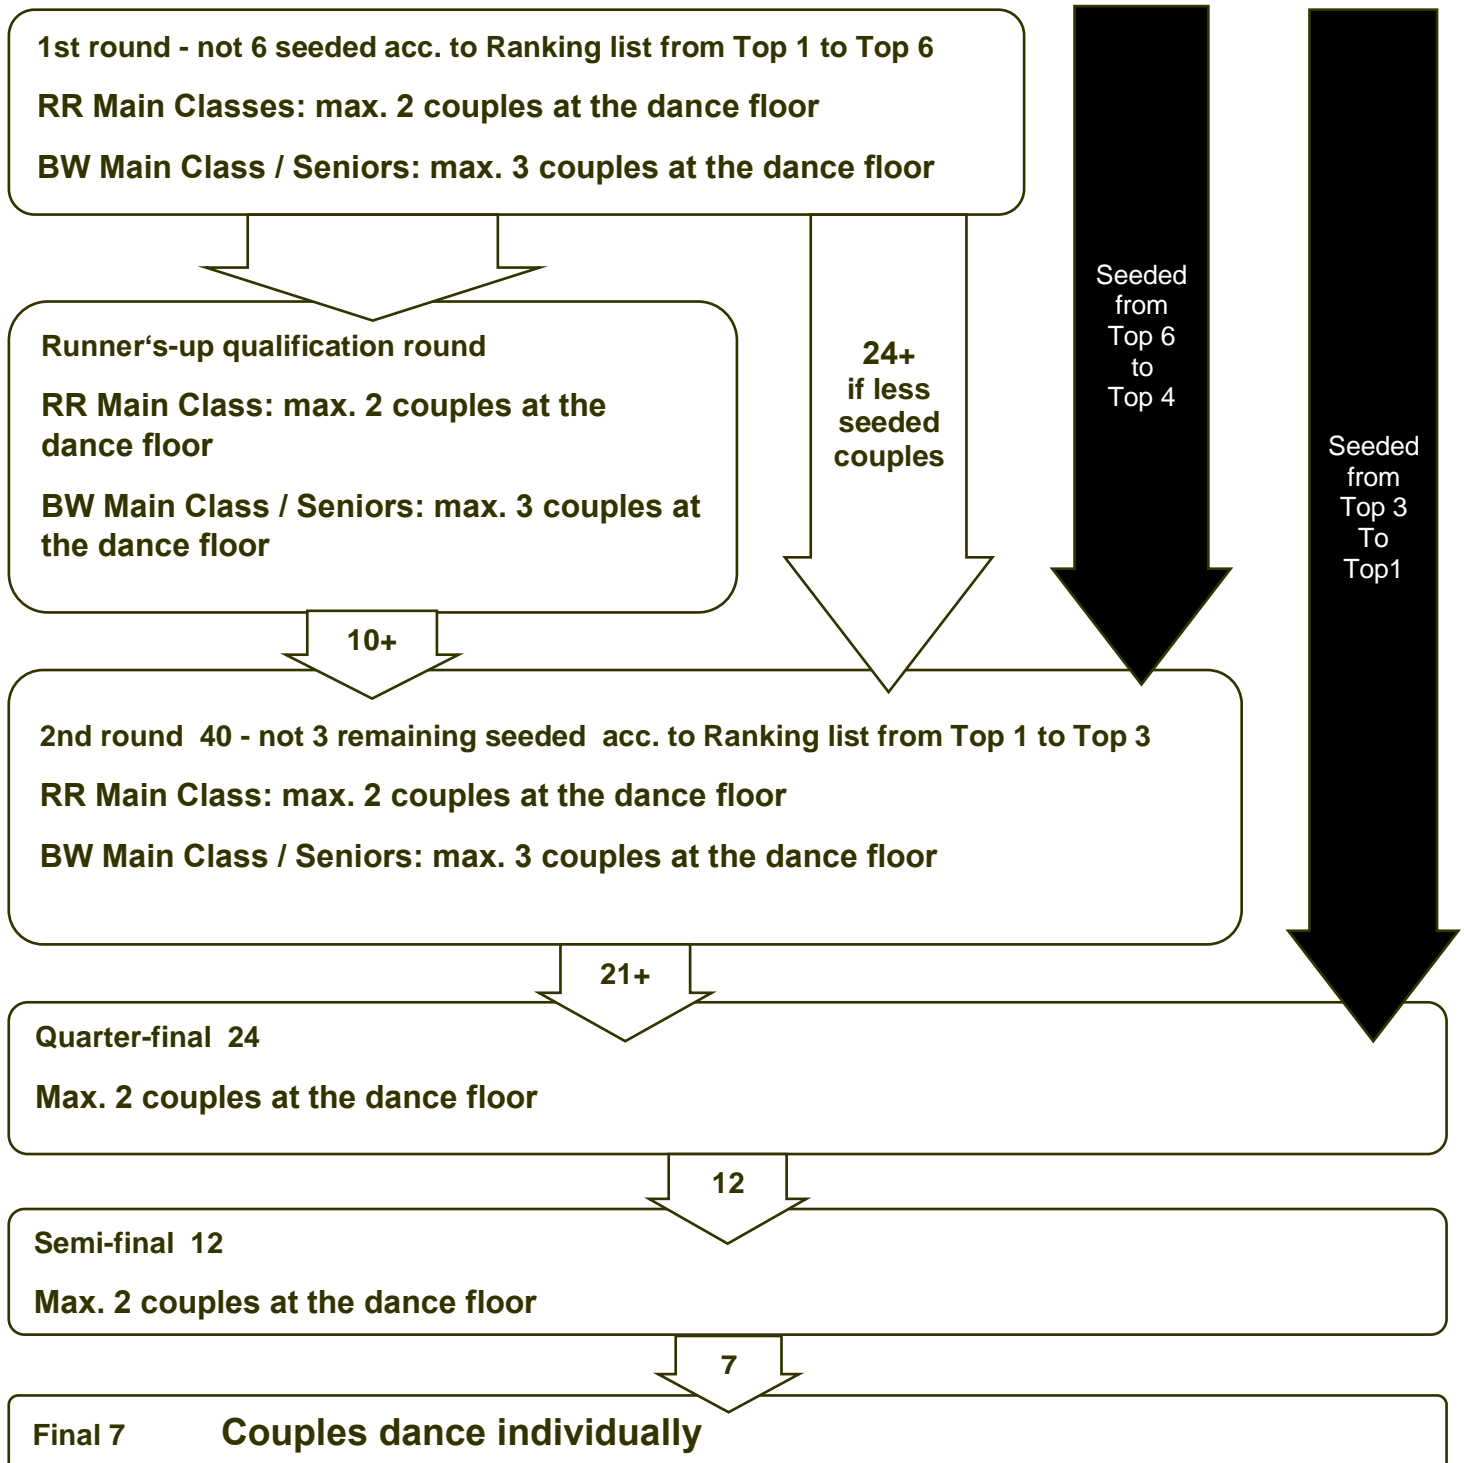 1st round - not 6 seeded acc. to Ranking list from Top 1 to Top 6
RR Main Classes: max. 2 couples at the dance floor
BW Main Class / Seniors: max. 3 couples at the dance floor
Seeded
from
Top 6
to
Top 4
Seeded
from
Top 3
To
Top1
24+
if less
seeded
couples
Runner‘s-up qualification round
RR Main Class: max. 2 couples at the
dance floor
BW Main Class / Seniors: max. 3 couples at
the dance floor
10+
2nd round  40 - not 3 remaining seeded  acc. to Ranking list from Top 1 to Top 3
RR Main Class: max. 2 couples at the dance floor
BW Main Class / Seniors: max. 3 couples at the dance floor
21+
Quarter-final  24
Max. 2 couples at the dance floor
12
Semi-final  12
Max. 2 couples at the dance floor
7
Final 7 Couples dance individually